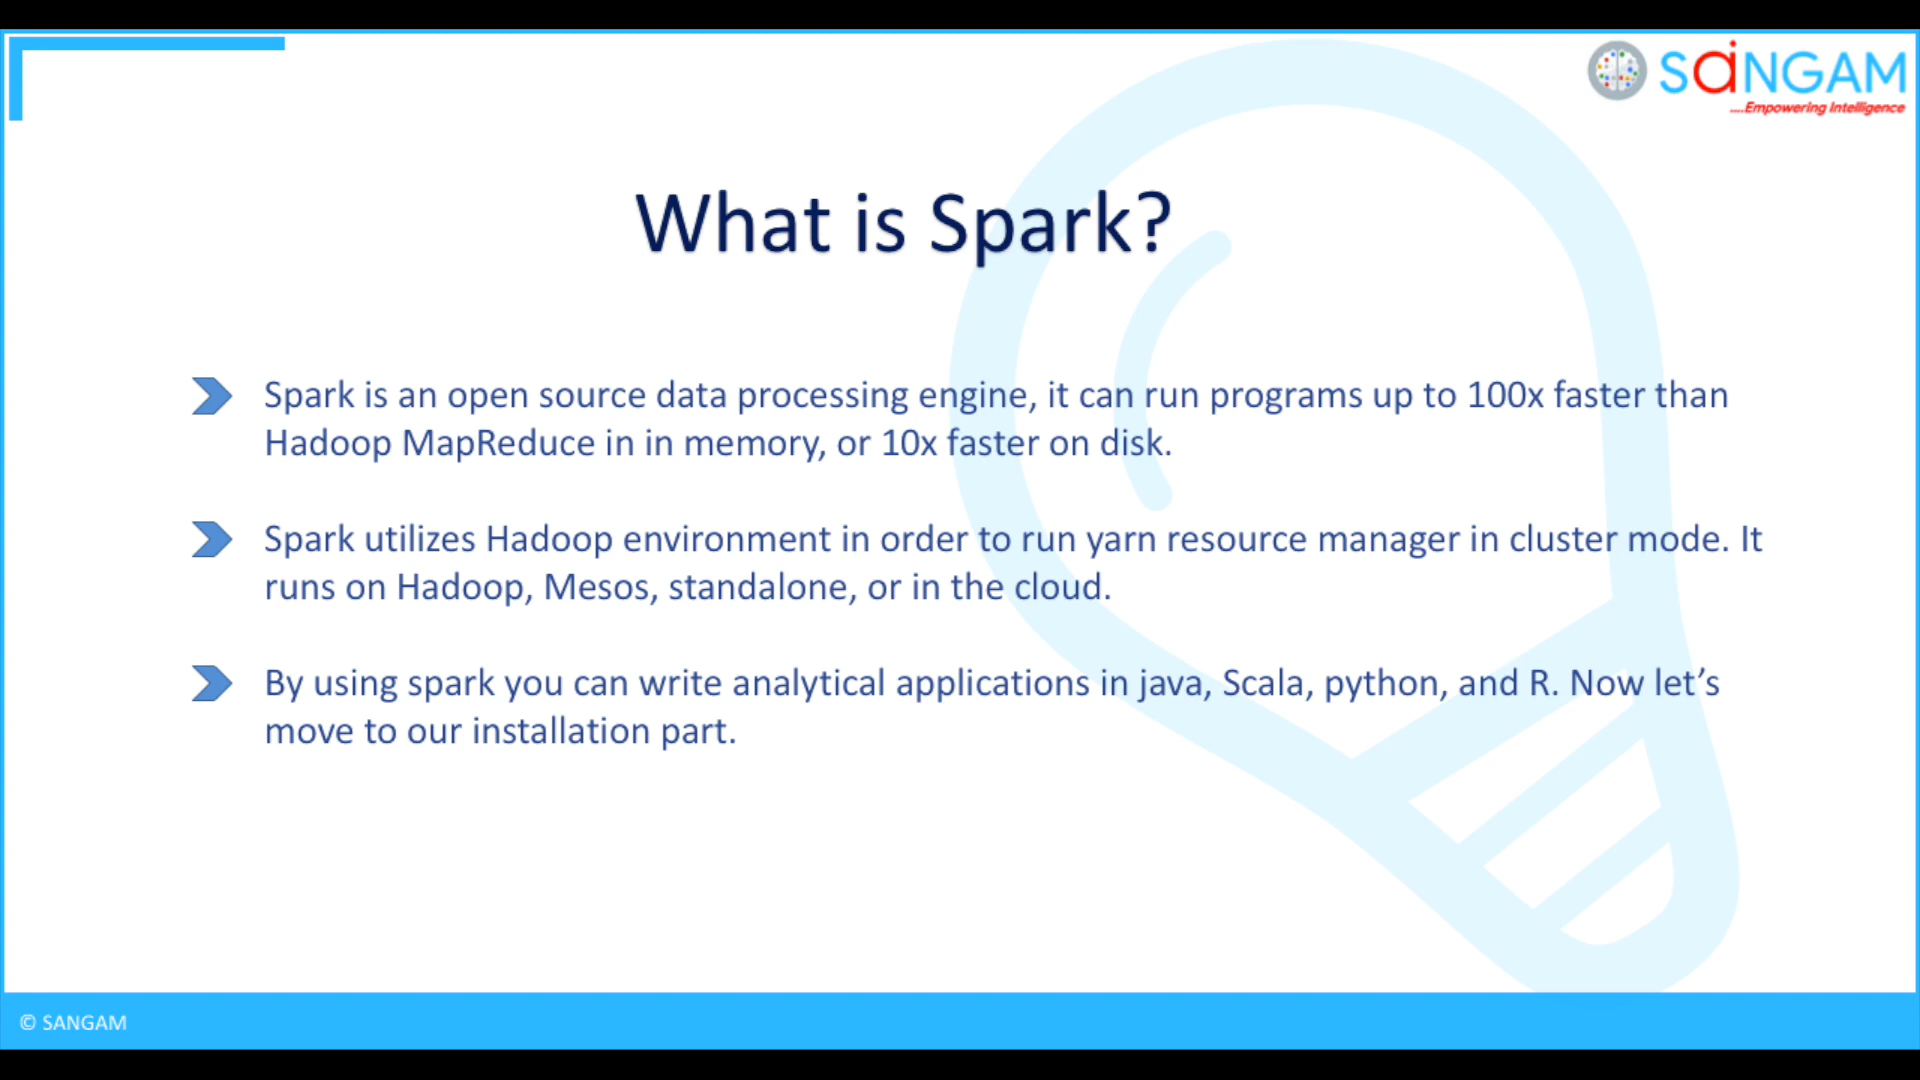 SaiNGAM
....Empowering Intelligence
What is Spark?
Spark is an open source data processing engine, it can run programs up to 100x faster than
Hadoop MapReduce in in memory, or 10x faster on disk.
Spark utilizes Hadoop environment in order to run yarn resource manager in cluster mode. It
runs on Hadoop, Mesos, standalone, or in the cloud.
By using spark you can write analytical applications in java, Scala, python, and R. Now let’s
move to our installation part.
© SANGAM